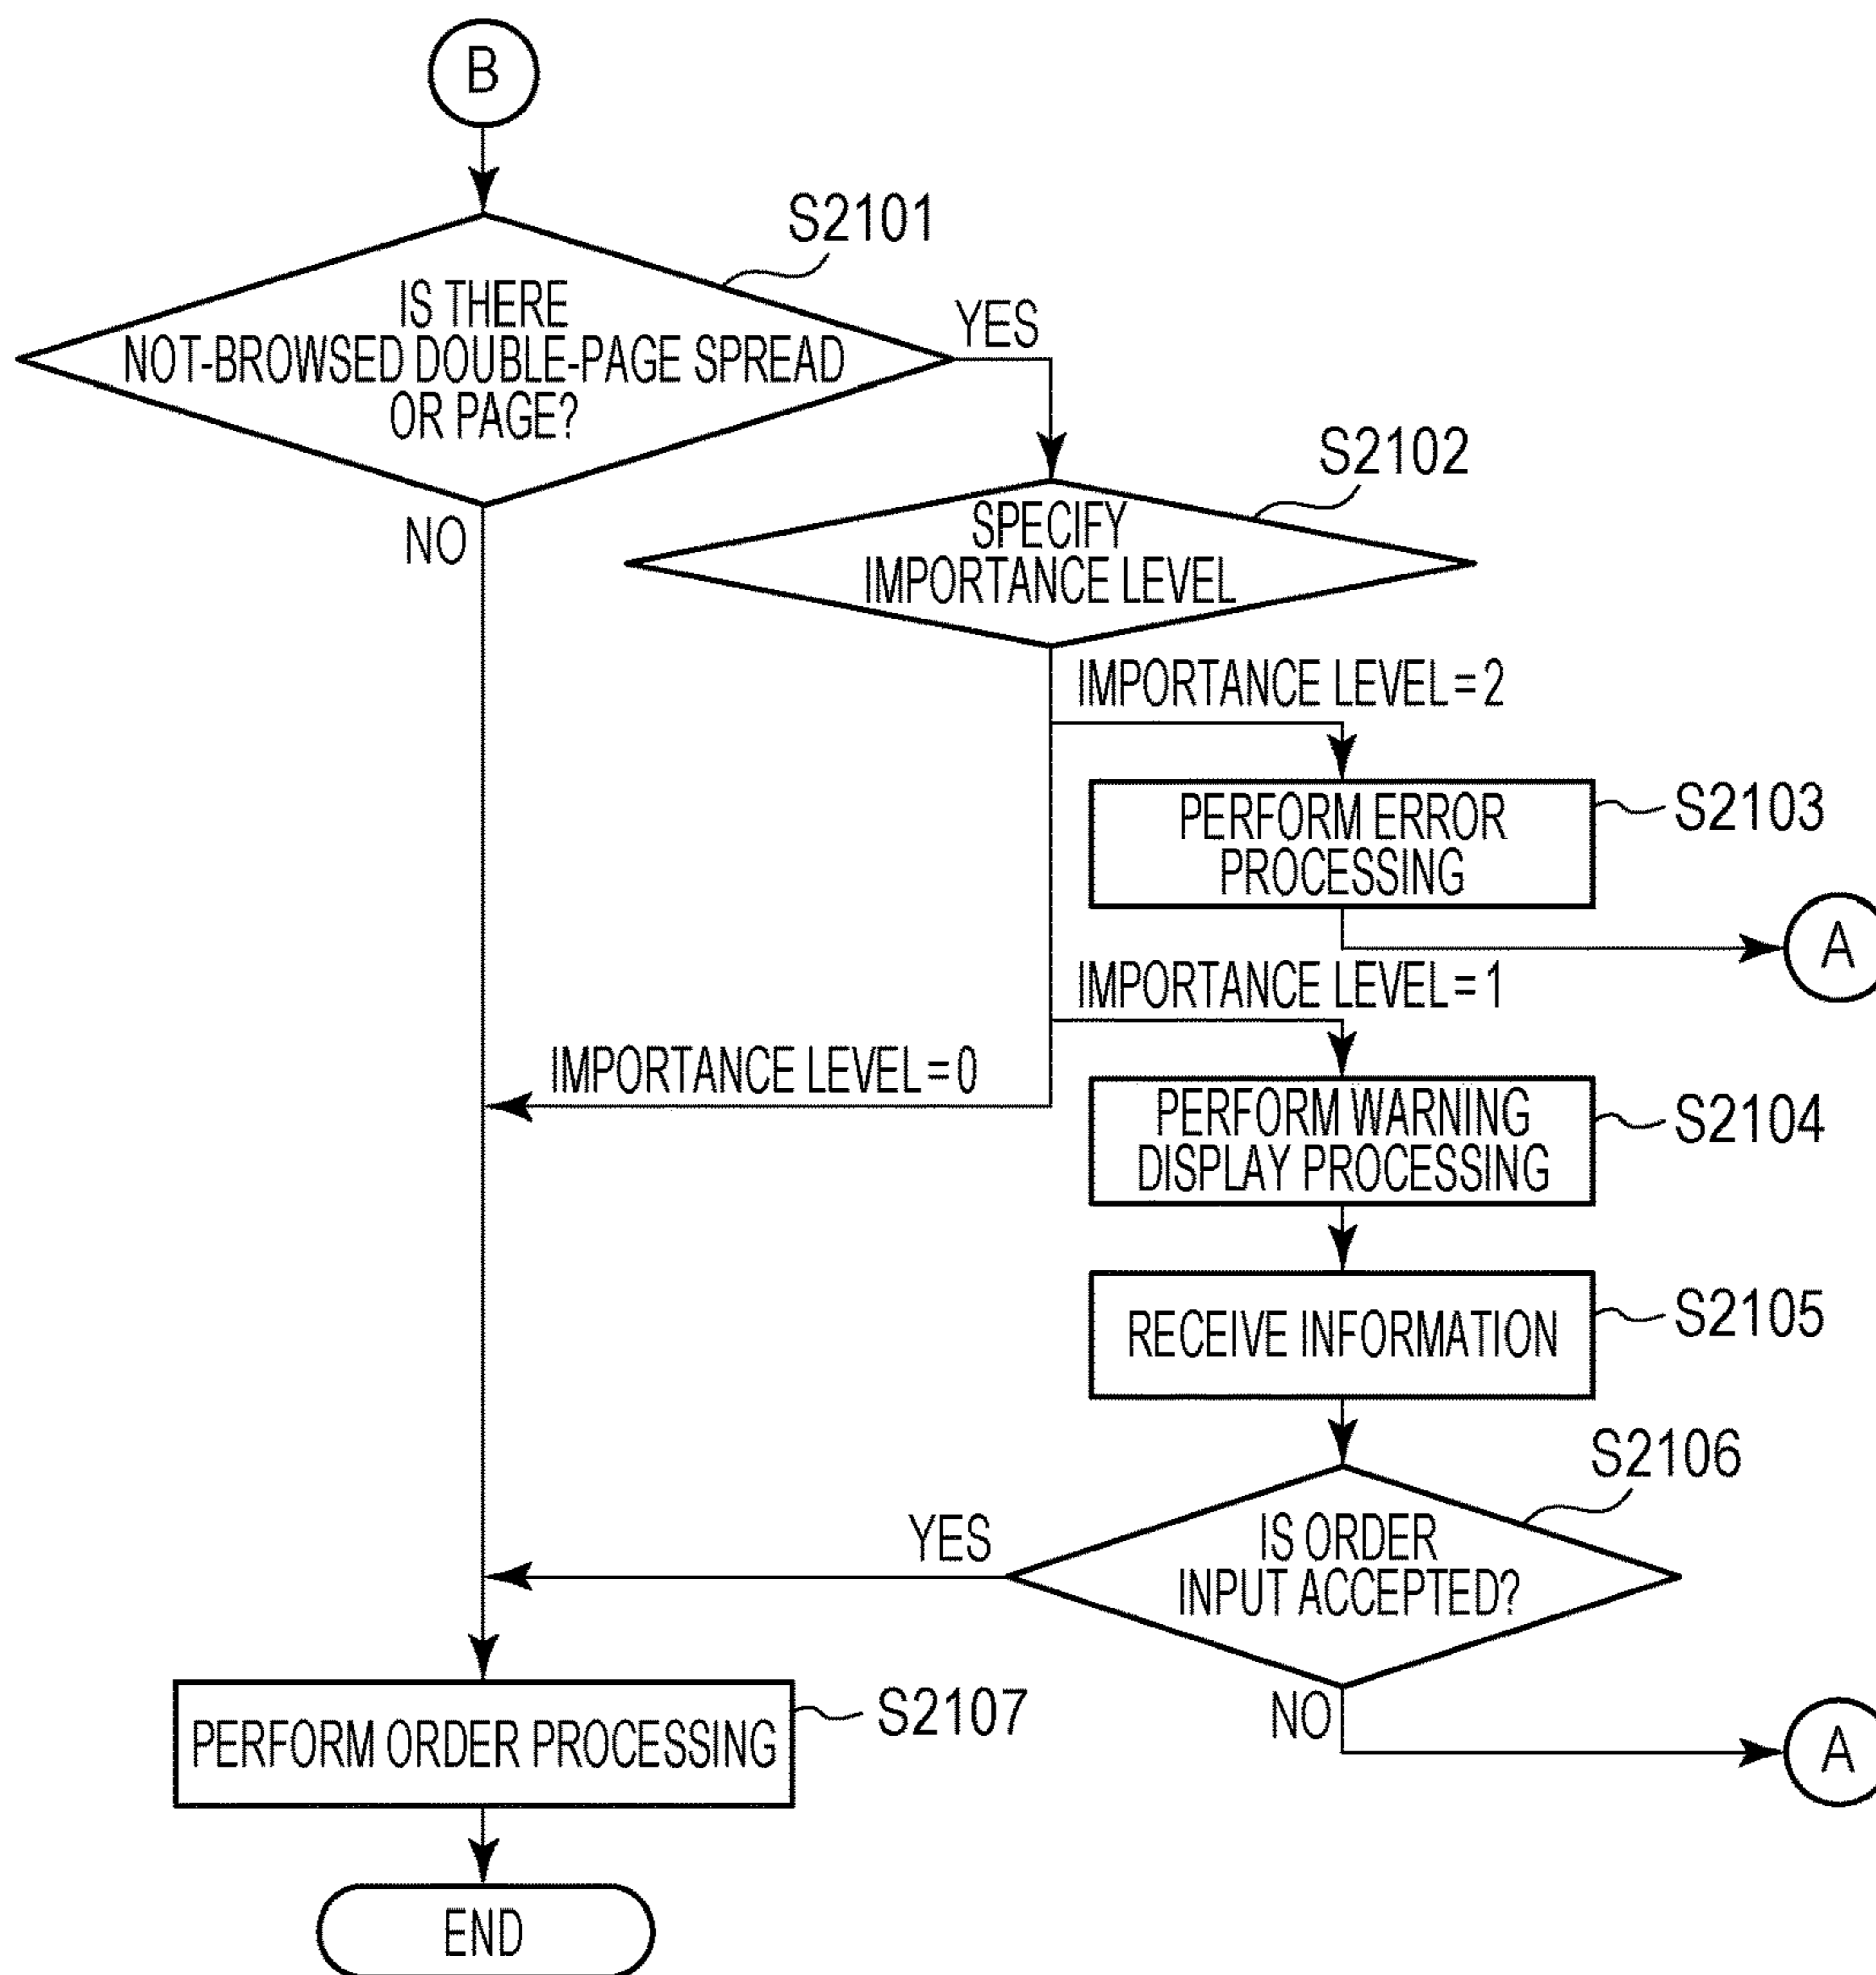 B
S2101
IS THERE
NOT-BROWSED DOUBLE-PAGE SPREAD
OR PAGE?
YES
NO
S2102
SPECIFY
IMPORTANCE LEVEL
IMPORTANCE LEVEL = 2
PERFORM ERROR
PROCESSING
S2103
A
IMPORTANCE LEVEL = 1
IMPORTANCE LEVEL = 0
PERFORM WARNING
DISPLAY PROCESSING
S2104
RECEIVE INFORMATION
S2105
S2106
IS ORDER
INPUT ACCEPTED?
YES
NO
A
PERFORM ORDER PROCESSING
S2107
END